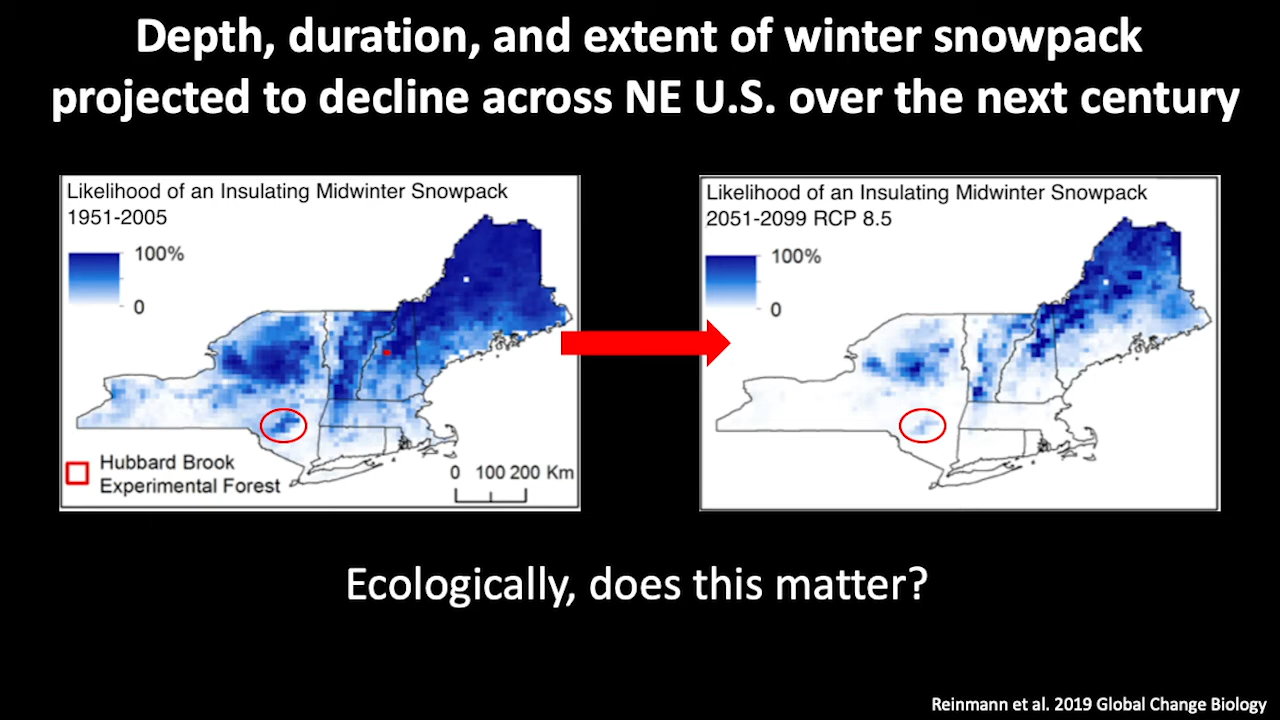 Depth, duration, and extent of winter snowpack
projected to decline across NE U.S. over the next century
Likelihood of an Insulating Midwinter Snowpack
1951-2005
100%
0
Hubbard Brook
Experimental Forest
0 100 200 Km
Likelihood of an Insulating Midwinter Snowpack
2051-2099 RCP 8.5
100%
0
Ecologically, does this matter?
Reinmann et al. 2019 Global Change Biology